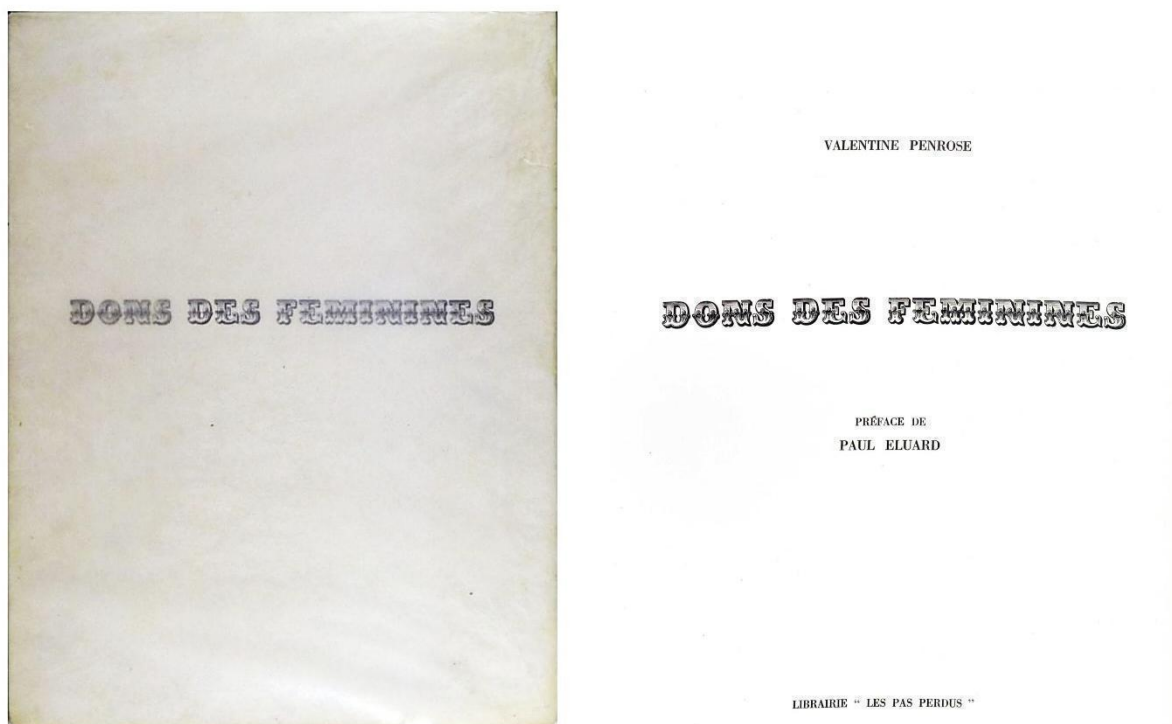 DONS DES FEMININES
VALENTINE PENROSE
DONS DES FEMININES
PRÉFACE DE
PAUL ELUARD
LIBRAIRIE “ LES PAS PERDUS ”